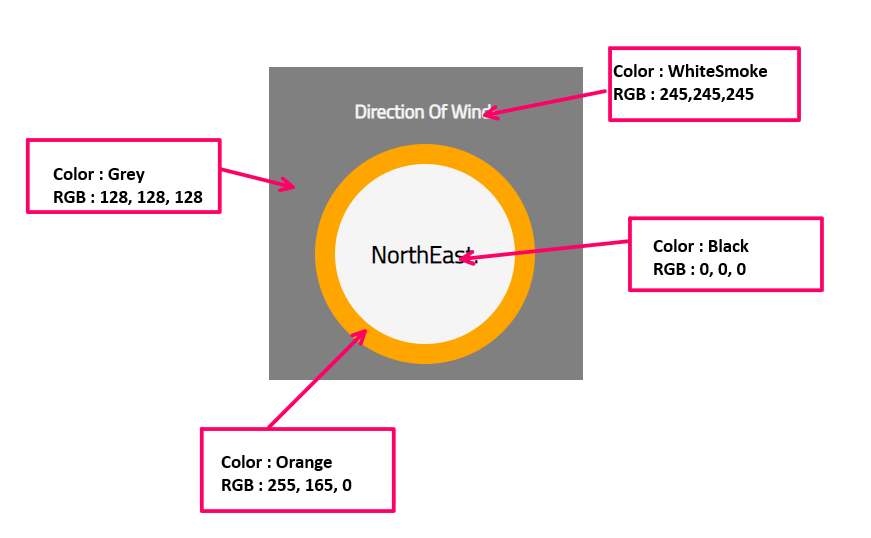 Color : WhiteSmoke
RGB : 245,245,245
Direction Of Wind
Color : Grey
RGB : 128, 128, 128
NorthEast.
Color : Black
RGB : 0, 0, 0
Color : Orange
RGB : 255, 165, 0